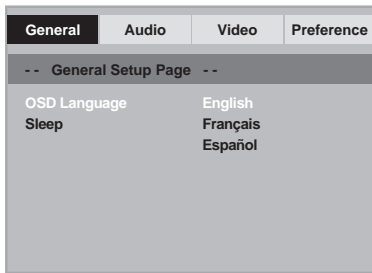 General Audio Video Preference
- - General Setup Page - -
OSD Language English
Sleep Français
Español